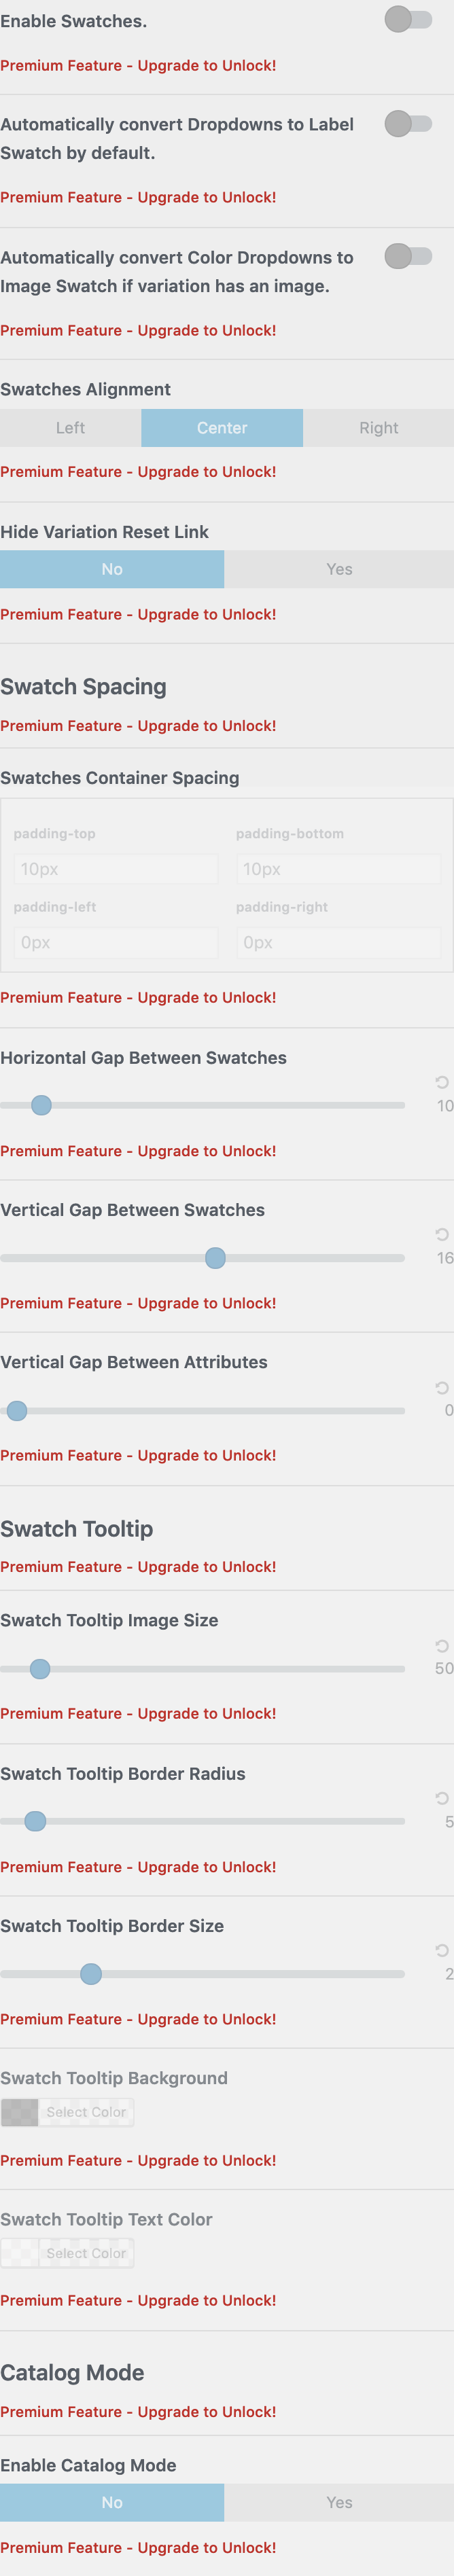 Enable Swatches.
Premium Feature - Upgrade to Unlock!
Automatically convert Dropdowns to Label
Swatch by default.
Premium Feature - Upgrade to Unlock!
Automatically convert Color Dropdowns to
Image Swatch if variation has an image.
Premium Feature - Upgrade to Unlock!
Swatches Alignment
Left Center Right
Premium Feature - Upgrade to Unlock!
Hide Variation Reset Link
No Yes
Premium Feature - Upgrade to Unlock!
Swatch Spacing
Premium Feature - Upgrade to Unlock!
Swatches Container Spacing
padding-top padding-bottom
10px 10px
padding-left padding-right
0px 0px
Premium Feature - Upgrade to Unlock!
Horizontal Gap Between Swatches
10
Premium Feature - Upgrade to Unlock!
Vertical Gap Between Swatches
16
Premium Feature - Upgrade to Unlock!
Vertical Gap Between Attributes
0
Premium Feature - Upgrade to Unlock!
Swatch Tooltip
Premium Feature - Upgrade to Unlock!
Swatch Tooltip Image Size
50
Premium Feature - Upgrade to Unlock!
Swatch Tooltip Border Radius
5
Premium Feature - Upgrade to Unlock!
Swatch Tooltip Border Size
2
Premium Feature - Upgrade to Unlock!
Swatch Tooltip Background
Select Color
Premium Feature - Upgrade to Unlock!
Swatch Tooltip Text Color
Select Color
Premium Feature - Upgrade to Unlock!
Catalog Mode
Premium Feature - Upgrade to Unlock!
Enable Catalog Mode
No Yes
Premium Feature - Upgrade to Unlock!